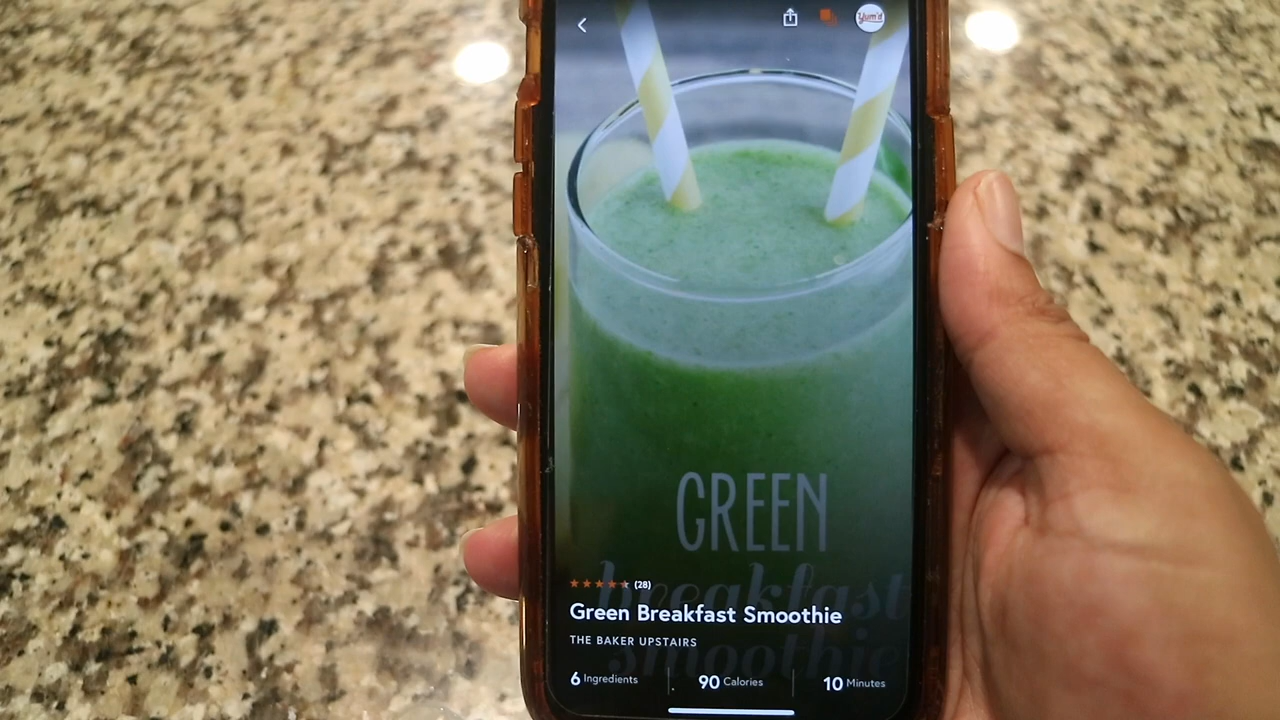 Yum'd
GREEN
breakfast
smoothie
(28)
Green Breakfast Smoothie
THE BAKER UPSTAIRS
6 Ingredients
90 Calories
10 Minutes